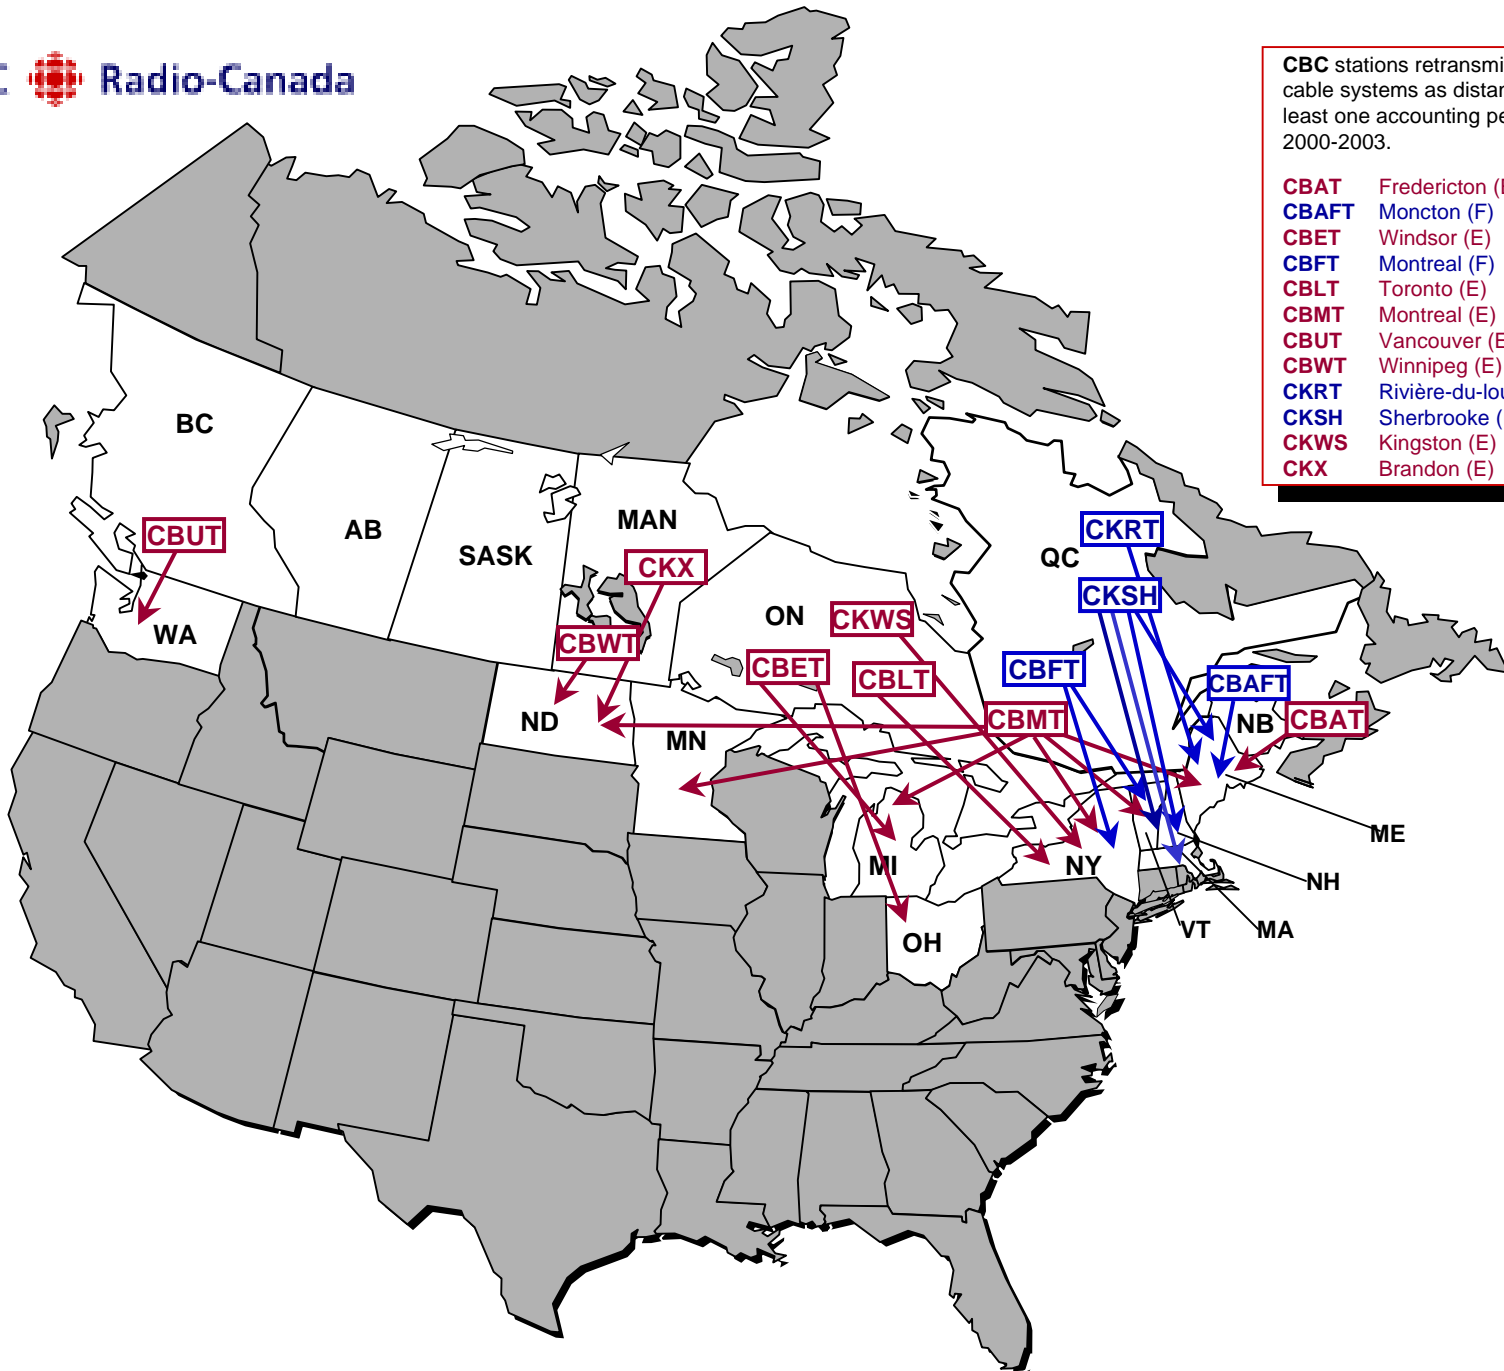 C Radio-Canada
CBC stations retransmi
cable systems as distan
least one accounting pe
2000-2003.
CBAT Fredericton (E
CBAFT Moncton (F)
CBET Windsor (E)
CBFT Montreal (F)
CBLT Toronto (E)
CBMT Montreal (E)
CBUT Vancouver (E
CBWT Winnipeg (E)
CKRT Rivière-du-lou
CKSH Sherbrooke (
CKWS Kingston (E)
CKX Brandon (E)
BC
AB
SASK
MAN
ON
QC
NB
CBUT
CKX
CBWT
CKWS
CBET
CBLT
CBFT
CBMT
CKRT
CKSH
CBAFT
CBAT
WA
ND
MN
MI
OH
NY
ME
NH
VT
MA